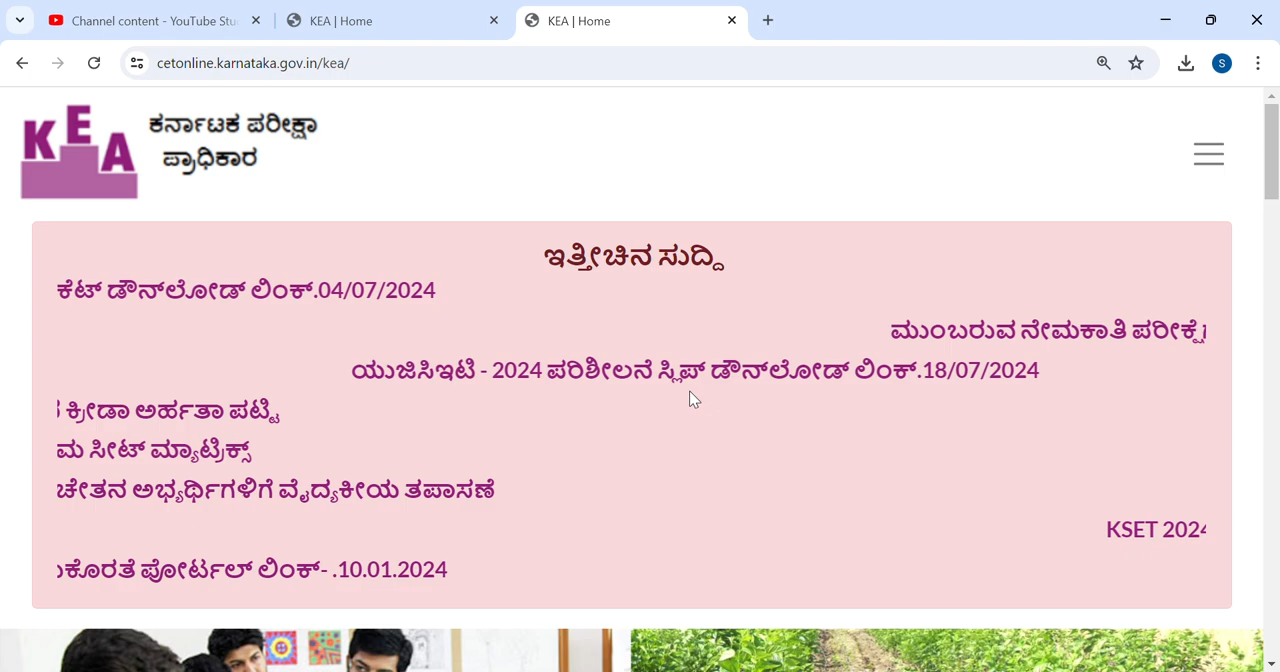 Channel content - YouTube Stu
KEA | Home
KEA | Home
cetonline.karnataka.gov.in/kea/
S
KEA
ಕರ್ನಾಟಕ ಪರೀಕ್ಷಾ
ಪ್ರಾಧಿಕಾರ
ಇತ್ತೀಚಿನ ಸುದ್ದಿ
ಕೆಟ್ ಡೌನ್‌ಲೋಡ್ ಲಿಂಕ್.04/07/2024
ಮುಂಬರುವ ನೇಮಕಾತಿ
ಯುಜಿಸಿಇಟಿ - 2024 ಪರಿಶೀಲನೆ ಸ್ಲಿಪ್ ಡೌನ್‌ಲೋಡ್ ಲಿಂಕ್.18/07/2024
ಕ್ರೀಡಾ ಅರ್ಹತಾ ಪಟ್ಟಿ
ಮ ಸೀಟ್ ಮ್ಯಾಟ್ರಿಕ್ಸ್
ಚೇತನ ಅಭ್ಯರ್ಥಿಗಳಿಗೆ ವೈದ್ಯಕೀಯ ತಪಾಸಣೆ
KSET 2024
ಕೊರತೆ ಪೋರ್ಟಲ್ ಲಿಂಕ್- .10.01.2024